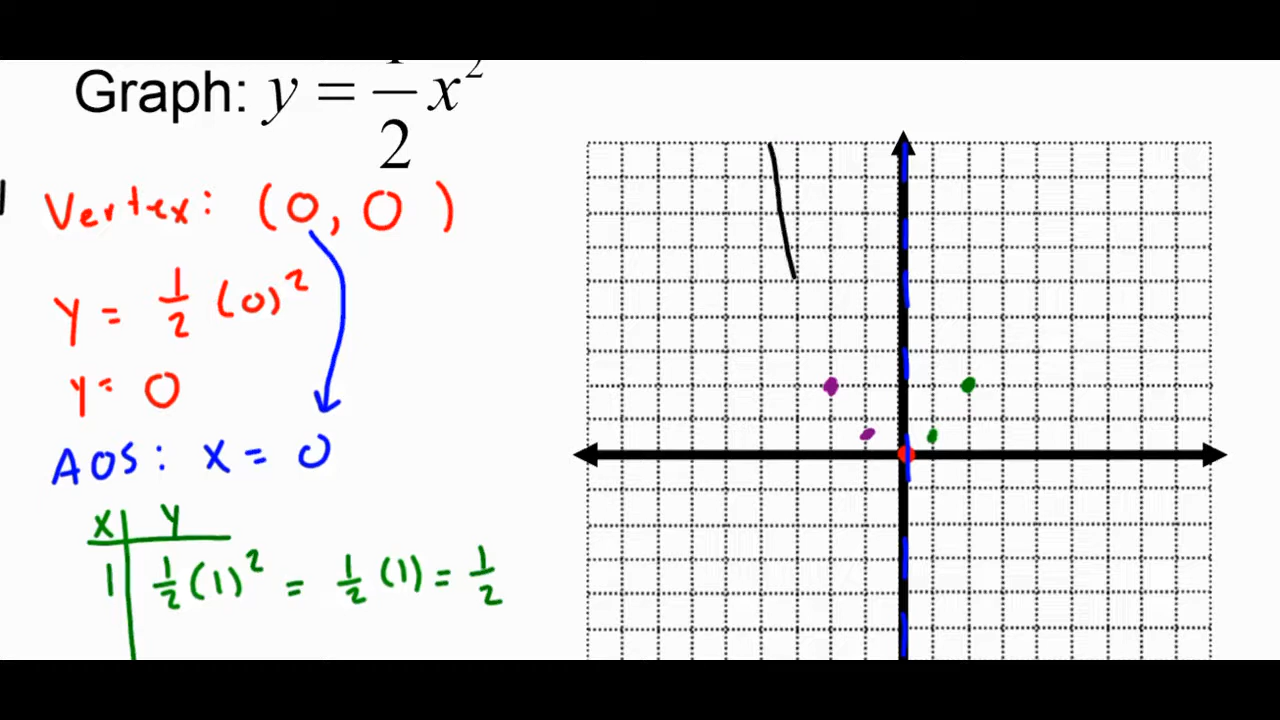 Graph: y = 1/2 x²
Vertex: (0, 0)
y = 1/2 (0)²
y = 0
AOS: x = 0
x | y
1 | 1/2 (1)² = 1/2 (1) = 1/2